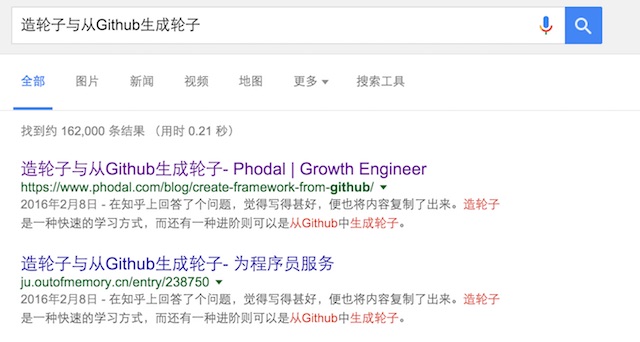 造轮子与从Github生成轮子
全部 图片 新闻 视频 地图 更多 搜索工具
找到约 162,000 条结果 （用时 0.21 秒）
造轮子与从Github生成轮子- Phodal | Growth Engineer
https://www.phodal.com/blog/create-framework-from-github/
2016年2月8日 - 在知乎上回答了个问题，觉得写得甚好，便也将内容复制了出来。造轮子
是一种快速的学习方式，而还有一种进阶则可以是从Github中生成轮子。
造轮子与从Github生成轮子- 为程序员服务
ju.outofmemory.cn/entry/238750
2016年2月8日 - 在知乎上回答了个问题，觉得写得甚好，便也将内容复制了出来。造轮子
是一种快速的学习方式，而还有一种进阶则可以是从Github中生成轮子。